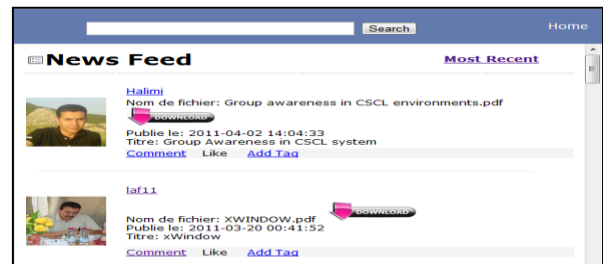 Search
Home
News Feed
Most Recent
Halimi
Nom de fichier: Group awareness in CSCL environments.pdf
DOWNLOAD
Publie le: 2011-04-02 14:04:33
Titre: Group Awareness in CSCL system
Comment Like Add Tag
laf11
DOWNLOAD
Nom de fichier: XWINDOW.pdf
Publie le: 2011-03-20 00:41:52
Titre: xWindow
Comment Like Add Tag